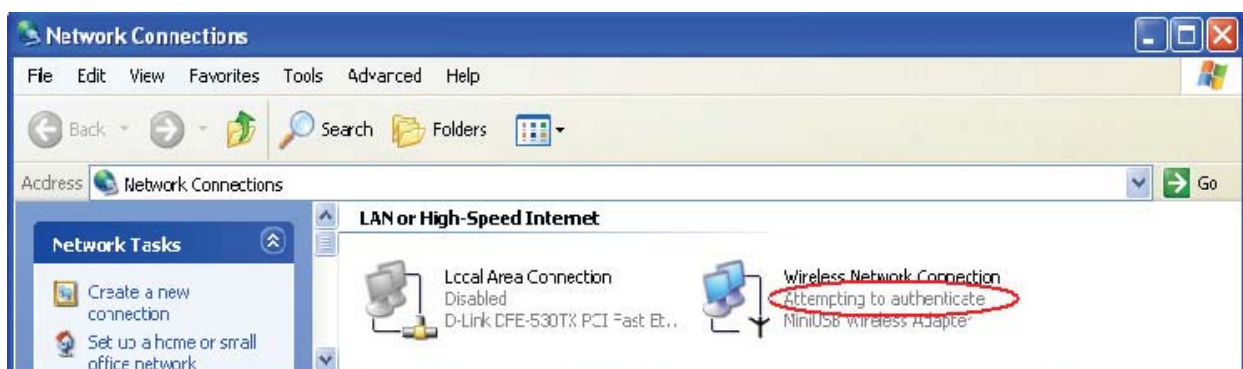 Network Connections
File Edit View Favorites Tools Advanced Help
Back Search Folders
Address Network Connections Go
LAN or High-Speed Internet
Network Tasks
Local Area Connection
Disabled
D-Link DFE-530TX PCI Fast Et...
Wireless Network Connection
Attempting to authenticate
MiniUSB Wireless Adapter
Create a new
connection
Set up a home or small
office network